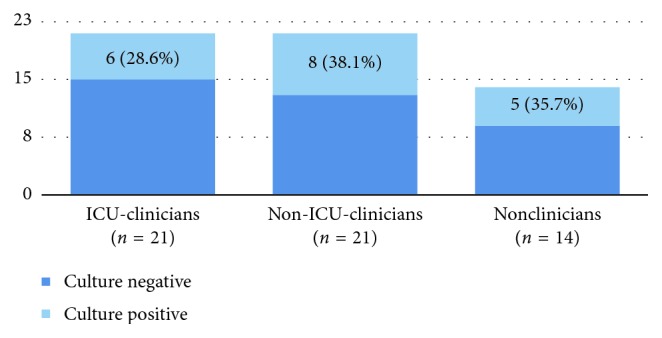 23
15
8
0
6 (28.6%)
8 (38.1%)
5 (35.7%)
ICU-clinicians
(n = 21)
Non-ICU-clinicians
(n = 21)
Nonclinicians
(n = 14)
Culture negative
Culture positive